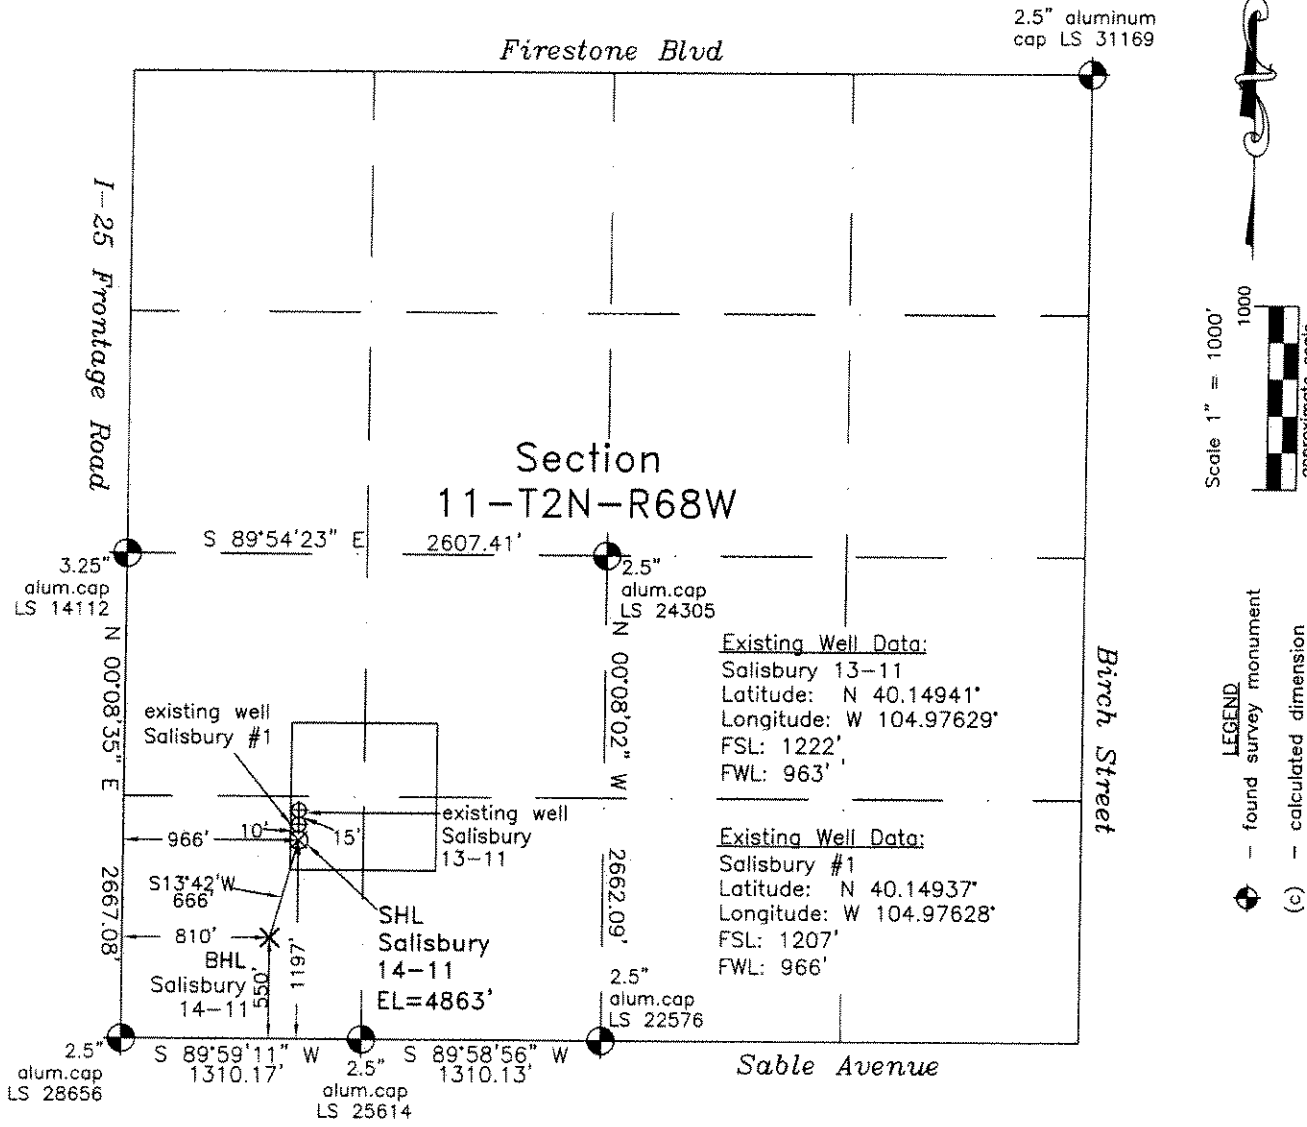 2.5" aluminum
cap LS 31169
Firestone Blvd
I-25 Frontage Road
Scale 1" = 1000'
1000
approximate scale
Section
11-T2N-R68W
S 89°54'23" E 2607.41'
3.25"
alum.cap
LS 14112
2.5"
alum.cap
LS 24305
N 00°08'35" E 2667.08'
N 00°08'02" W 2662.09'
existing well
Salisbury #1
Existing Well Data:
Salisbury 13-11
Latitude: N 40.14941°
Longitude: W 104.97629°
FSL: 1222'
FWL: 963'
Birch Street
LEGEND
- found survey monument
(c) - calculated dimension
existing well
Salisbury
13-11
10'
15'
966'
Existing Well Data:
Salisbury #1
Latitude: N 40.14937°
Longitude: W 104.97628°
FSL: 1207'
FWL: 966'
S13°42'W
666'
810'
BHL
Salisbury
14-11
550'
1197'
SHL
Salisbury
14-11
EL=4863'
2.5"
alum.cap
LS 22576
2.5"
alum.cap
LS 28656
S 89°59'11" W
1310.17'
2.5"
alum.cap
LS 25614
S 89°58'56" W
1310.13'
Sable Avenue